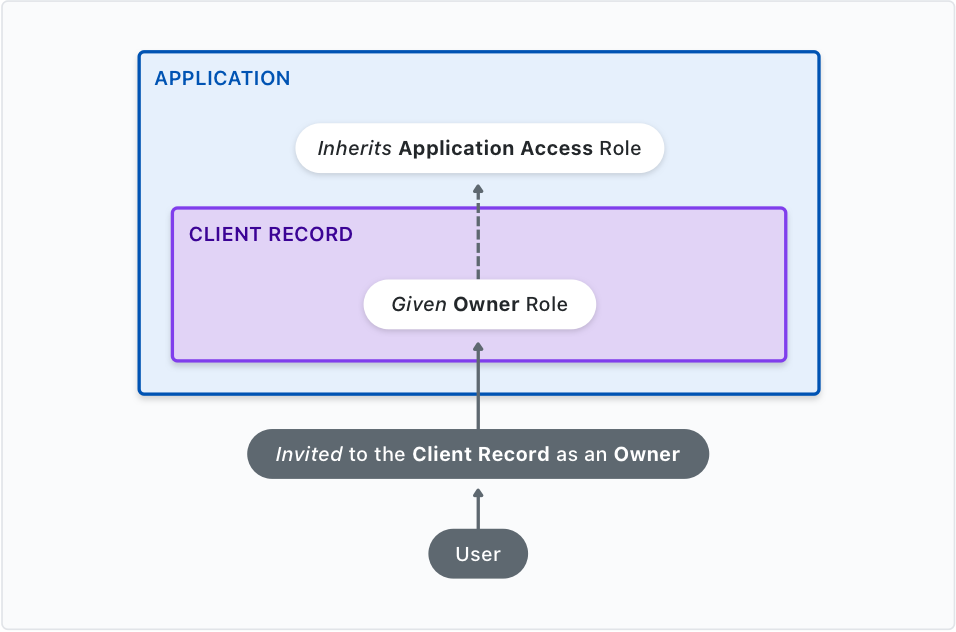 APPLICATION
Inherits Application Access Role
CLIENT RECORD
Given Owner Role
Invited to the Client Record as an Owner
User